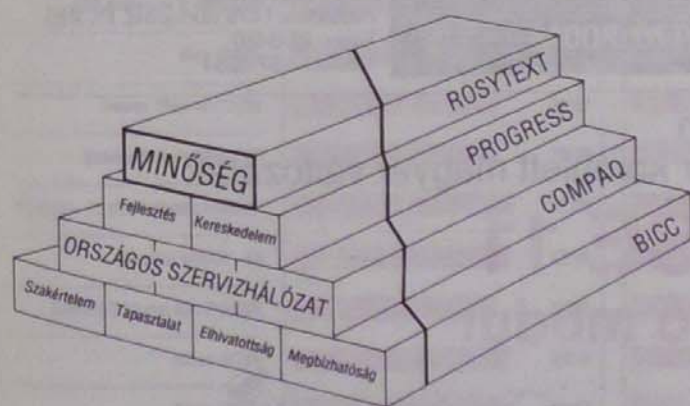 MINŐSÉG
Fejlesztés
Kereskedelem
ORSZÁGOS SZERVIZHÁLÓZAT
Szakértelem
Tapasztalat
Elhivatottság
Megbízhatóság
ROSYTEXT
PROGRESS
COMPAQ
BICC